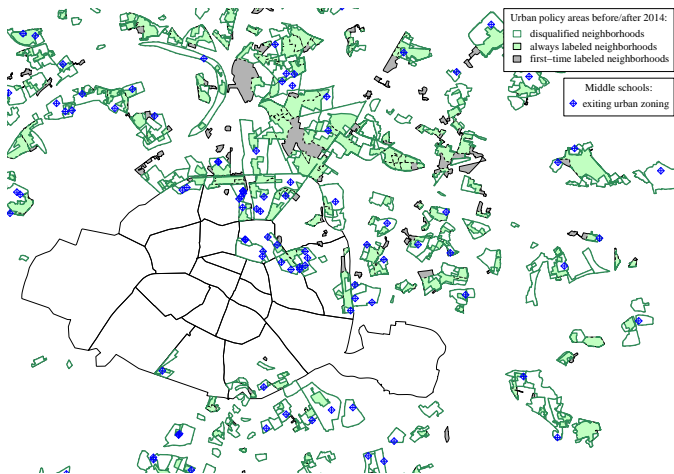 Urban policy areas before/after 2014:
disqualified neighborhoods
always labeled neighborhoods
first−time labeled neighborhoods
Middle schools:
exiting urban zoning